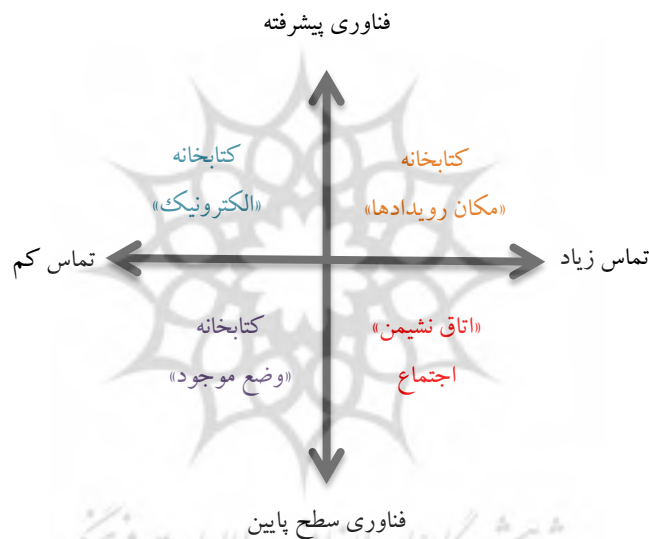 فناوری پیشرفته
کتابخانه
«مکان رویدادها»
کتابخانه
«الکترونیک»
تماس زیاد
تماس کم
«اتاق نشیمن»
اجتماع
کتابخانه
«وضع موجود»
فناوری سطح پایین